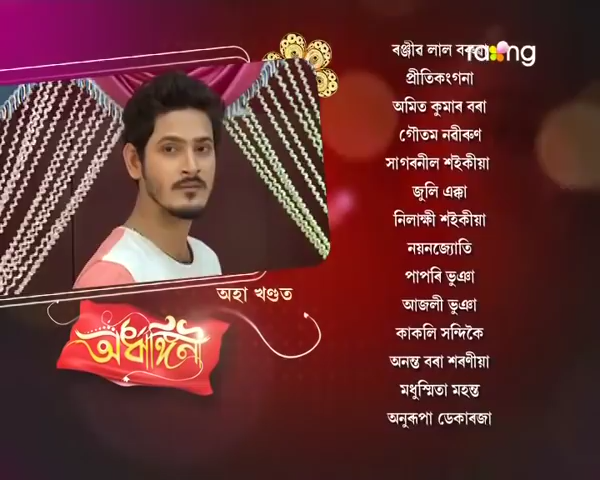 ৰঞ্জীৱ লাল বৰুৱা
rang
প্ৰীতিকংগনা
অমিত কুমাৰ বৰা
গৌতম নৱীৰুণ
সাগৰনীল শইকীয়া
জুলি এক্কা
নিলাক্ষী শইকীয়া
নয়নজ্যোতি
পাপৰি ভুঞা
আজলী ভুঞা
কাকলি সন্দিকৈ
অনন্ত বৰা শৰণীয়া
মধুস্মিতা মহন্ত
অনুৰূপা ডেকাৰজা
অহা খণ্ডত
অৰ্ধাঙ্গিনী